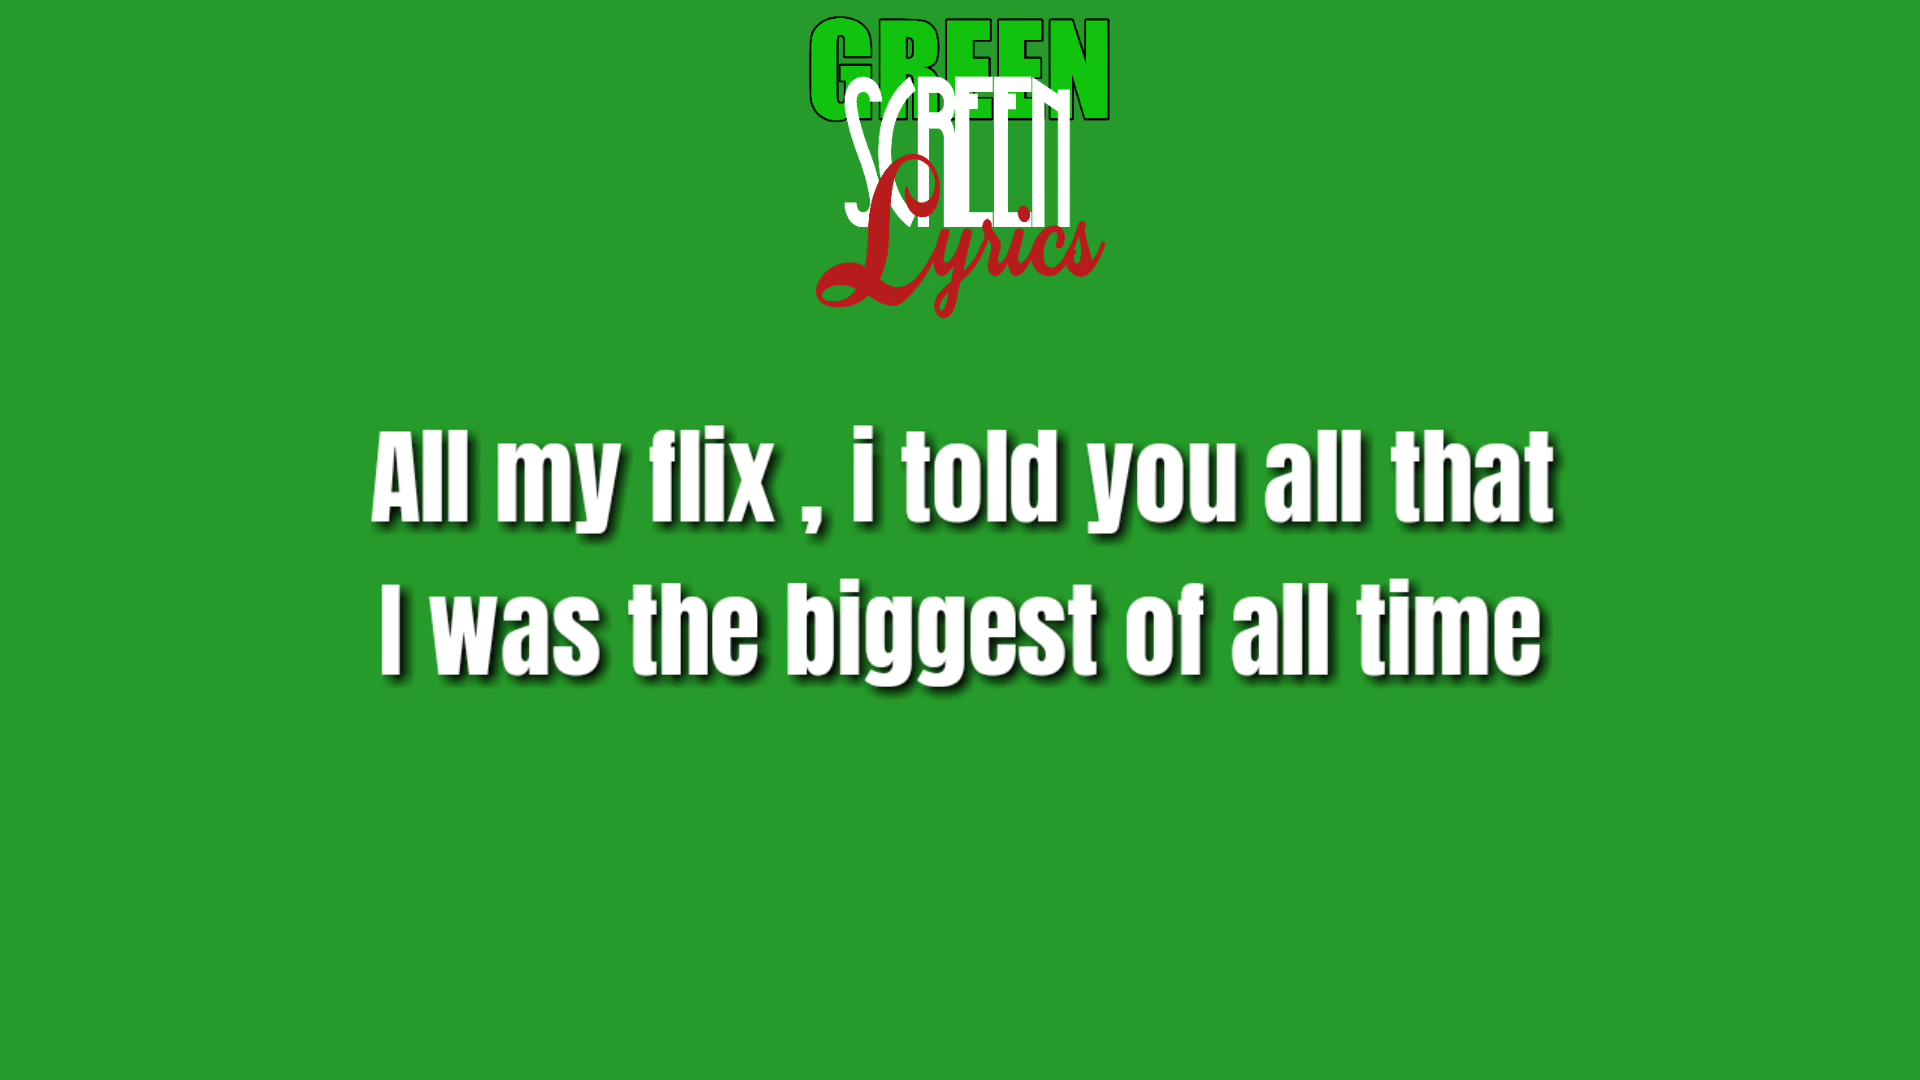 GREEN
SCREEN
Lyrics
All my flix , i told you all that
I was the biggest of all time